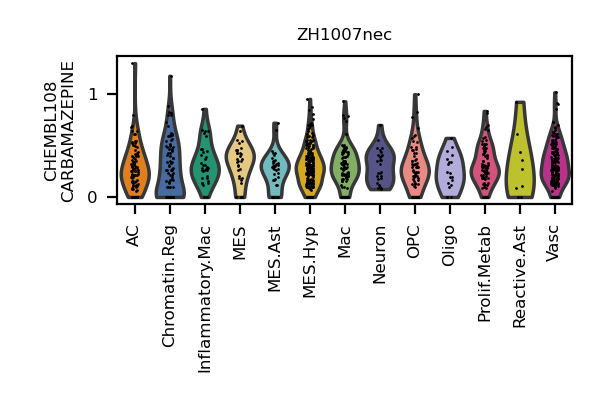 ZH1007nec
CHEMBL108
CARBAMAZEPINE
1
0
AC
Chromatin.Reg
Inflammatory.Mac
MES
MES.Ast
MES.Hyp
Mac
Neuron
OPC
Oligo
Prolif.Metab
Reactive.Ast
Vasc